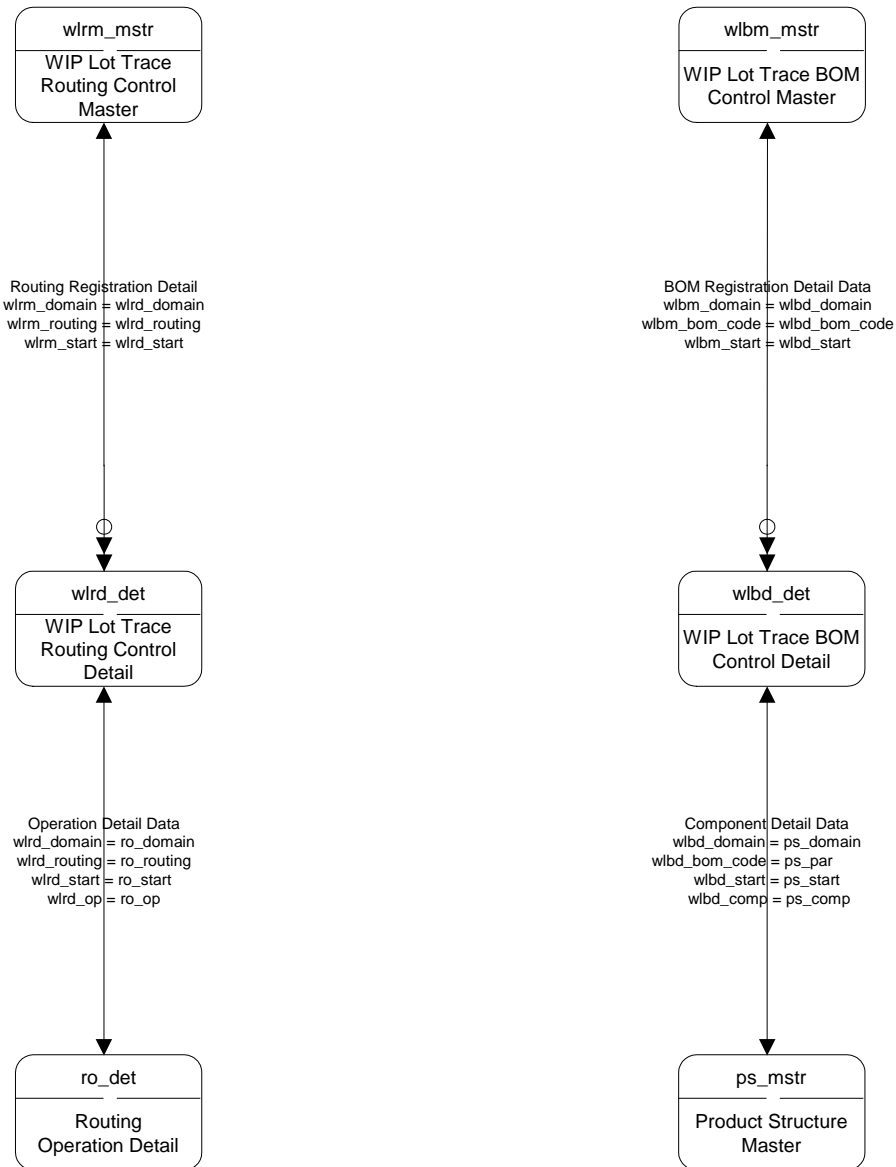 wlrm_mstr
WIP Lot Trace
Routing Control
Master
wlbm_mstr
WIP Lot Trace BOM
Control Master
Routing Registration Detail
wlrm_domain = wlrd_domain
wlrm_routing = wlrd_routing
wlrm_start = wlrd_start
BOM Registration Detail Data
wlbm_domain = wlbd_domain
wlbm_bom_code = wlbd_bom_code
wlbm_start = wlbd_start
wlrd_det
WIP Lot Trace
Routing Control
Detail
wlbd_det
WIP Lot Trace BOM
Control Detail
Operation Detail Data
wlrd_domain = ro_domain
wlrd_routing = ro_routing
wlrd_start = ro_start
wlrd_op = ro_op
Component Detail Data
wlbd_domain = ps_domain
wlbd_bom_code = ps_par
wlbd_start = ps_start
wlbd_comp = ps_comp
ro_det
Routing
Operation Detail
ps_mstr
Product Structure
Master